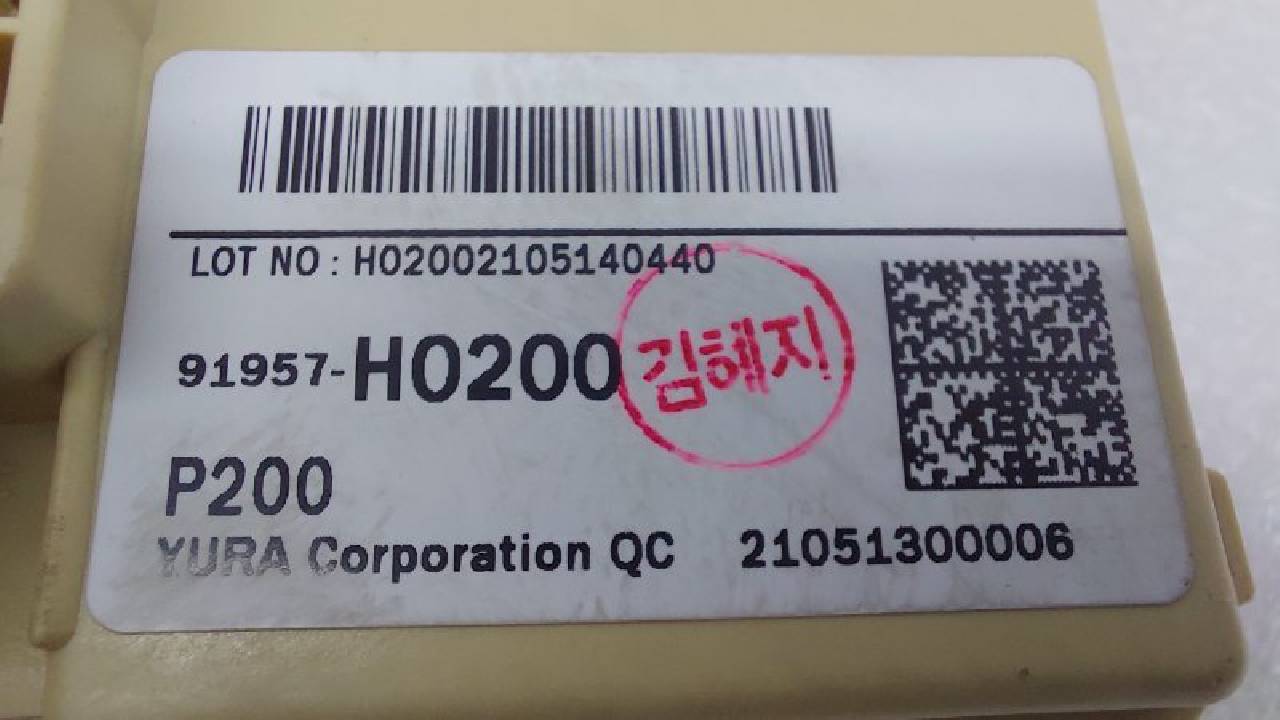 LOT NO : H02002105140440
91957-H0200
김혜지
P200
YURA Corporation QC 21051300006